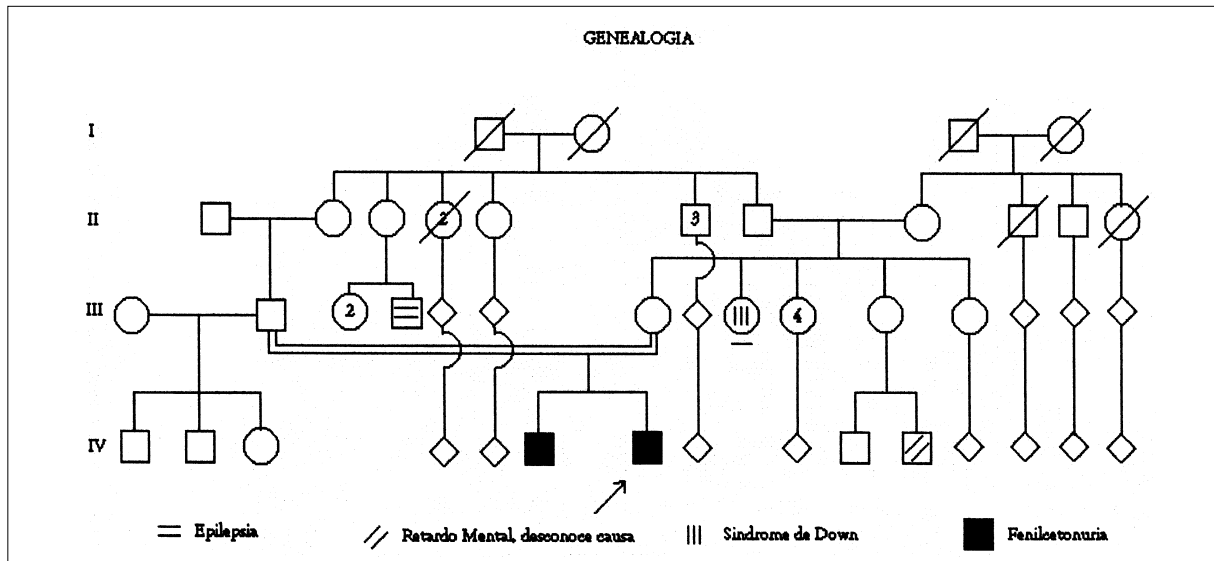 GENEALOGIA
I
II
2
3
III
2
4
IV
Epilepsia
Retardo Mental, desconoce causa
Sindrome de Down
Fenilcetonuria